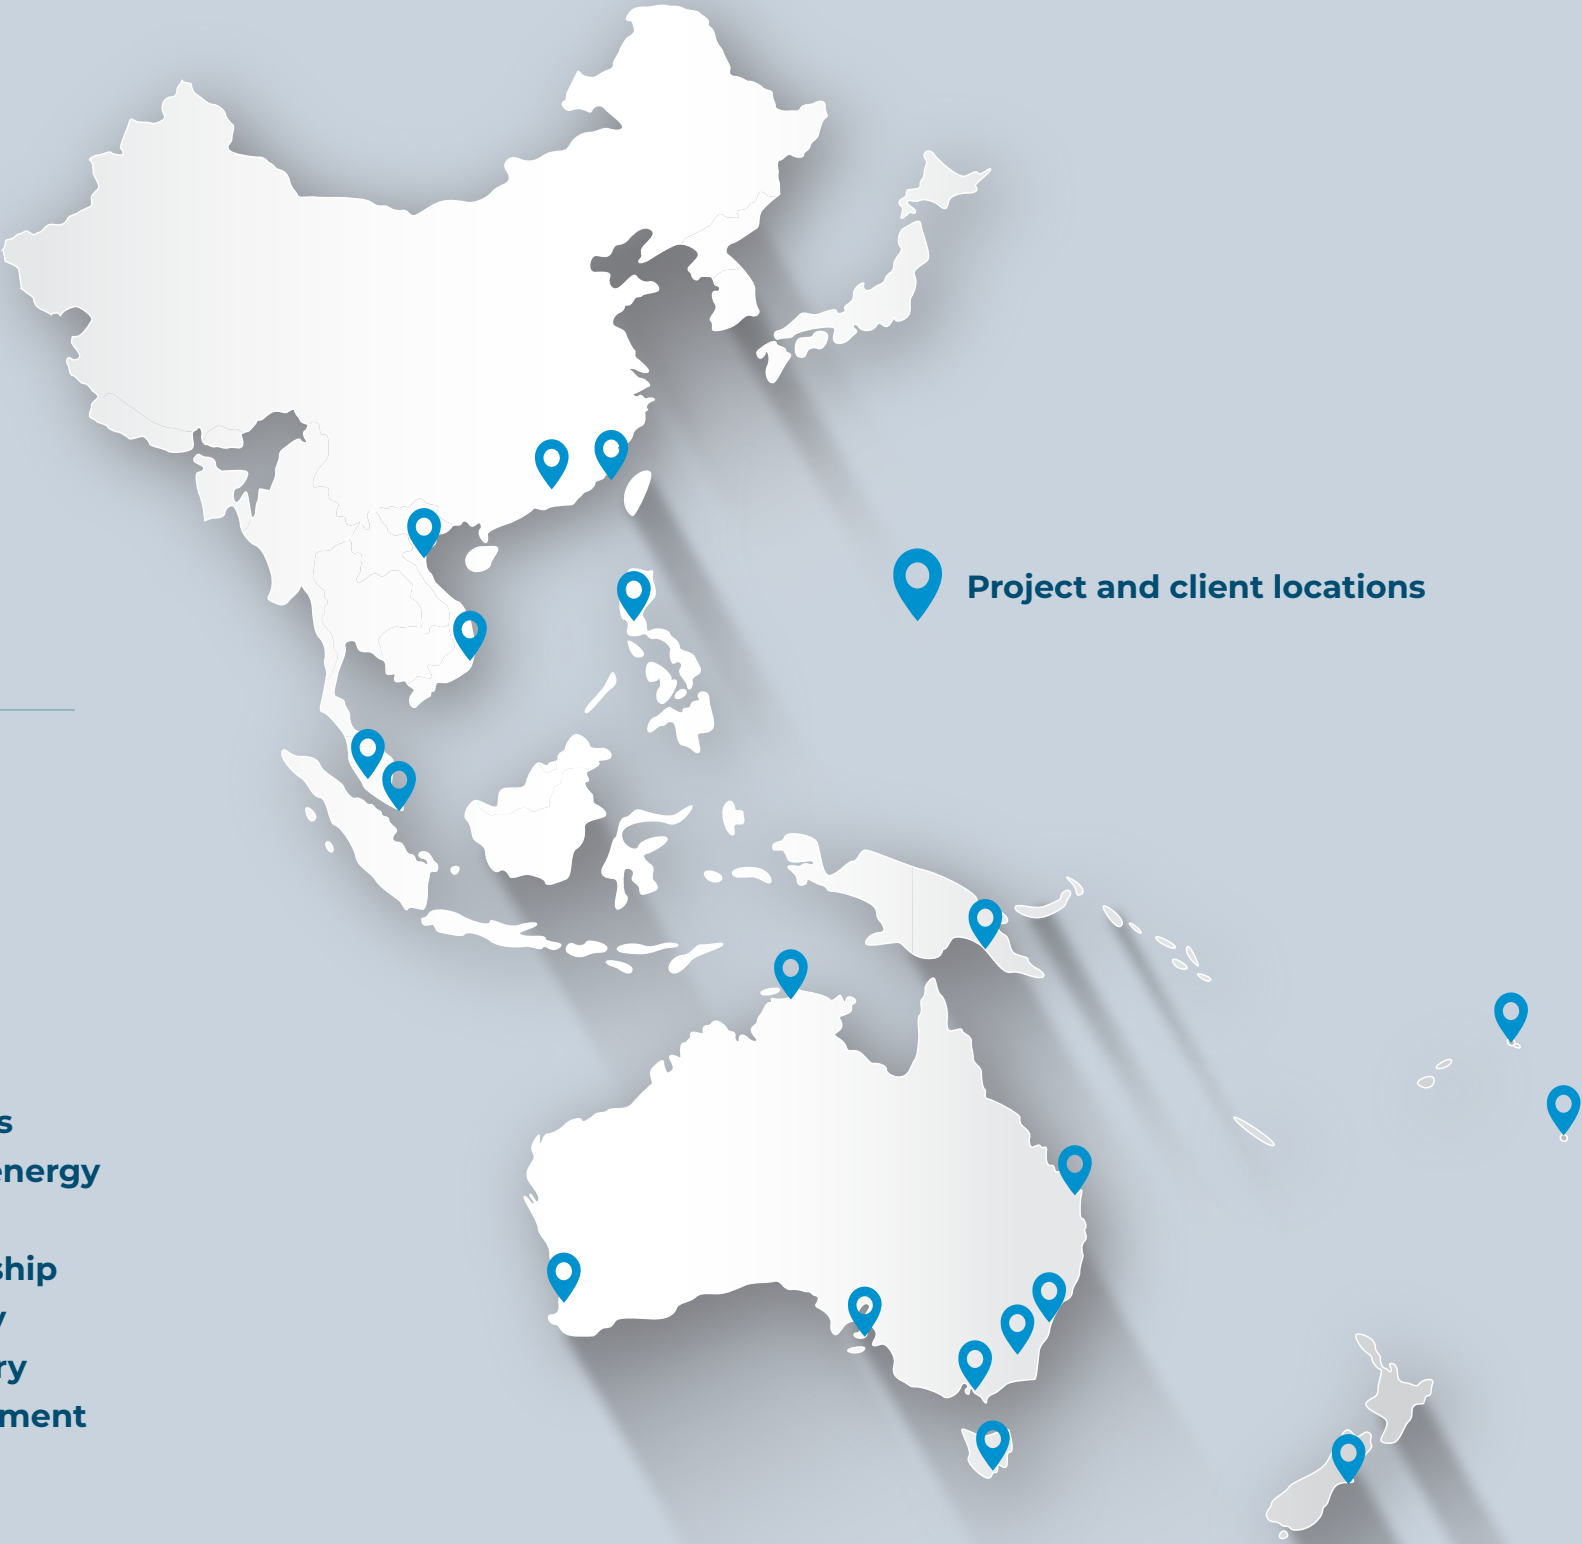 Project and client locations
s
energy
ship
y
ry
ment